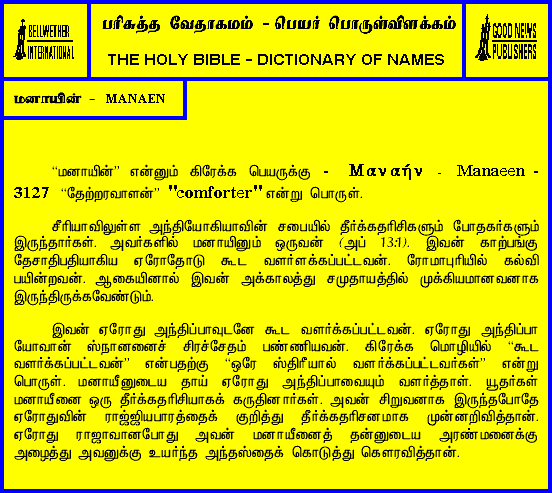 BELLWETHER
INTERNATIONAL
பரிசுத்த வேதாகமம் - பெயர் பொருள்விளக்கம்
THE HOLY BIBLE - DICTIONARY OF NAMES
GOOD NEWS
PUBLISHERS
மனாயின் - MANAEN
“மனாயின்” என்னும் கிரேக்க பெயருக்கு - Μαναήν - Manaeen -
3127 “தேற்றரவாளன்” "comforter" என்று பொருள்.
சீரியாவிலுள்ள அந்தியோகியாவின் சபையில் தீர்க்கதரிசிகளும் போதகர்களும்
இருந்தார்கள். அவர்களில் மனாயினும் ஒருவன் (அப் 13:1). இவன் காற்பங்கு
தேசாதிபதியாகிய ஏரோதோடு கூட வளர்க்கப்பட்டவன். ரோமாபுரியில் கல்வி
பயின்றவன். ஆகையினால் இவன் அக்காலத்து சமுதாயத்தில் முக்கியமானவனாக
இருந்திருக்கவேண்டும்.
இவன் ஏரோது அந்திப்பாவுடனே கூட வளர்க்கப்பட்டவன். ஏரோது அந்திப்பா
யோவான் ஸ்நானனைச் சிரச்சேதம் பண்ணியவன். கிரேக்க மொழியில் “கூட
வளர்க்கப்பட்டவன்” என்பதற்கு “ஒரே ஸ்திரீயால் வளர்க்கப்பட்டவர்கள்” என்று
பொருள். மனாயீனுடைய தாய் ஏரோது அந்திப்பாவையும் வளர்த்தாள். யூதர்கள்
மனாயீனை ஒரு தீர்க்கதரிசியாகக் கருதினார்கள். அவன் சிறுவனாக இருந்தபோதே
ஏரோதுவின் ராஜ்ஜியபாரத்தைக் குறித்து தீர்க்கதரிசனமாக முன்னறிவித்தான்.
ஏரோது ராஜாவானபோது அவன் மனாயீனைத் தன்னுடைய அரண்மனைக்கு
அழைத்து அவனுக்கு உயர்ந்த அந்தஸ்தைக் கொடுத்து கௌரவித்தான்.